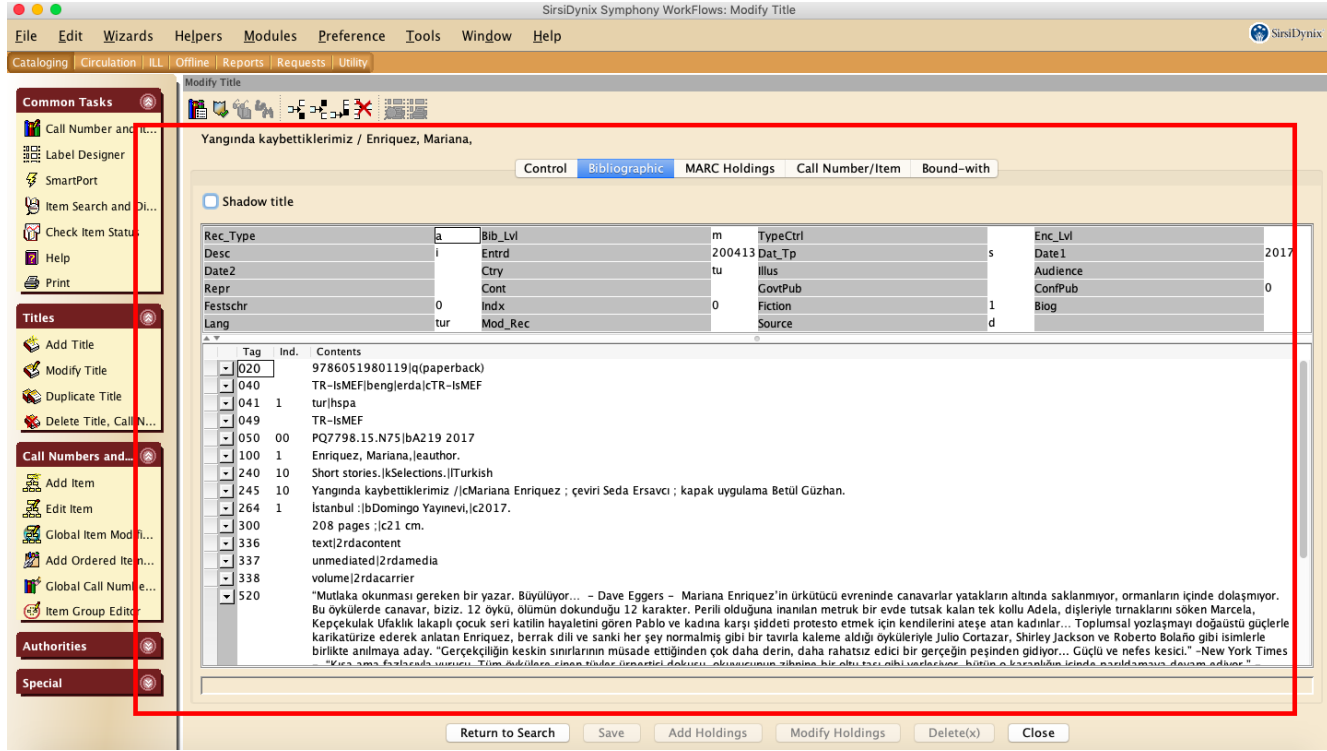 SirsiDynix Symphony WorkFlows: Modify Title
File Edit Wizards Helpers Modules Preference Tools Window Help
SirsiDynix
Cataloging Circulation ILL Offline Reports Requests Utility
Modify Title
Common Tasks
Call Number and It...
Label Designer
SmartPort
Item Search and Di...
Check Item Status
Help
Print
Titles
Add Title
Modify Title
Duplicate Title
Delete Title, Call N...
Call Numbers and...
Add Item
Edit Item
Global Item Modifi...
Add Ordered Item...
Global Call Numbe...
Item Group Editor
Authorities
Special
Yangında kaybettiklerimiz / Enriquez, Mariana,
Control Bibliographic MARC Holdings Call Number/Item Bound-with
Shadow title
Rec_Type a Bib_Lvl m TypeCtrl Enc_Lvl
Desc i Entrd 200413 Dat_Tp s Date1 2017
Date2 Ctry tu Illus Audience
Repr Cont GovtPub ConfPub 0
Festschr 0 Indx 0 Fiction 1 Biog
Lang tur Mod_Rec Source d
Tag Ind. Contents
020 9786051980119|q(paperback)
040 TR-IsMEF|beng|erda|cTR-IsMEF
041 1 tur|hspa
049 TR-IsMEF
050 00 PQ7798.15.N75|bA219 2017
100 1 Enriquez, Mariana,|eauthor.
240 10 Short stories.|kSelections.|lTurkish
245 10 Yangında kaybettiklerimiz /|cMariana Enriquez ; çeviri Seda Ersavcı ; kapak uygulama Betül Güzhan.
264 1 İstanbul :|bDomingo Yayınevi,|c2017.
300 208 pages ;|c21 cm.
336 text|2rdacontent
337 unmediated|2rdamedia
338 volume|2rdacarrier
520 "Mutlaka okunması gereken bir yazar. Büyülüyor... – Dave Eggers – Mariana Enriquez'in ürkütücü evreninde canavarlar yatakların altında saklanmıyor, ormanların içinde dolaşmıyor.
Bu öykülerde canavar, biziz. 12 öykü, ölümün dokunduğu 12 karakter. Perili olduğuna inanılan metruk bir evde tutsak kalan tek kollu Adela, dişleriyle tırnaklarını söken Marcela,
Kepçekulak Ufaklık lakaplı çocuk seri katilin hayaletini gören Pablo ve kadına karşı şiddeti protesto etmek için kendilerini ateşe atan kadınlar... Toplumsal yozlaşmayı doğaüstü güçlerle
karikatürize ederek anlatan Enriquez, berrak dili ve sanki her şey normalmiş gibi bir tavırla kaleme aldığı öyküleriyle Julio Cortazar, Shirley Jackson ve Roberto Bolaño gibi isimlerle
birlikte anılmaya aday. "Gerçekçiliğin keskin sınırlarının müsade ettiğinden çok daha derin, daha rahatsız edici bir gerçeğin peşinden gidiyor... Güçlü ve nefes kesici." –New York Times
Return to Search Save Add Holdings Modify Holdings Delete(x) Close